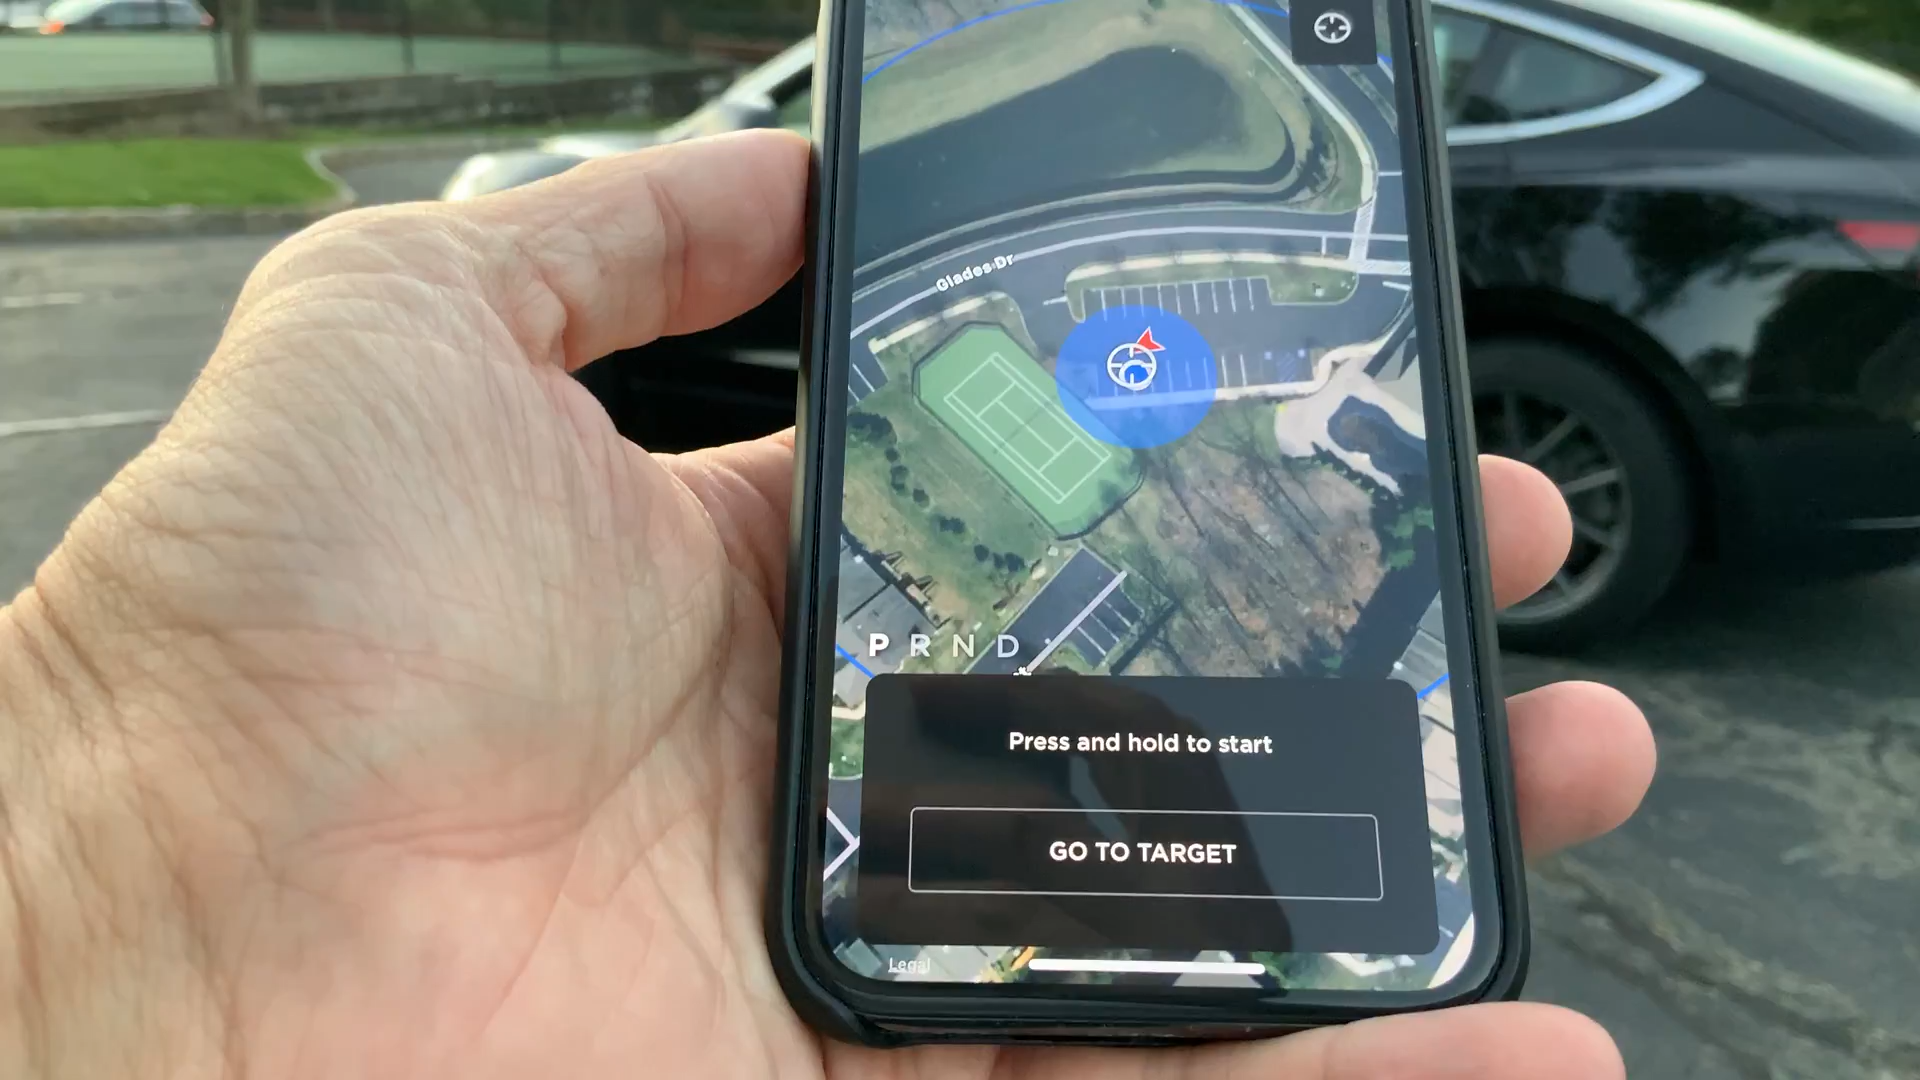 Glades Dr
P R N D
Press and hold to start
GO TO TARGET
Legal